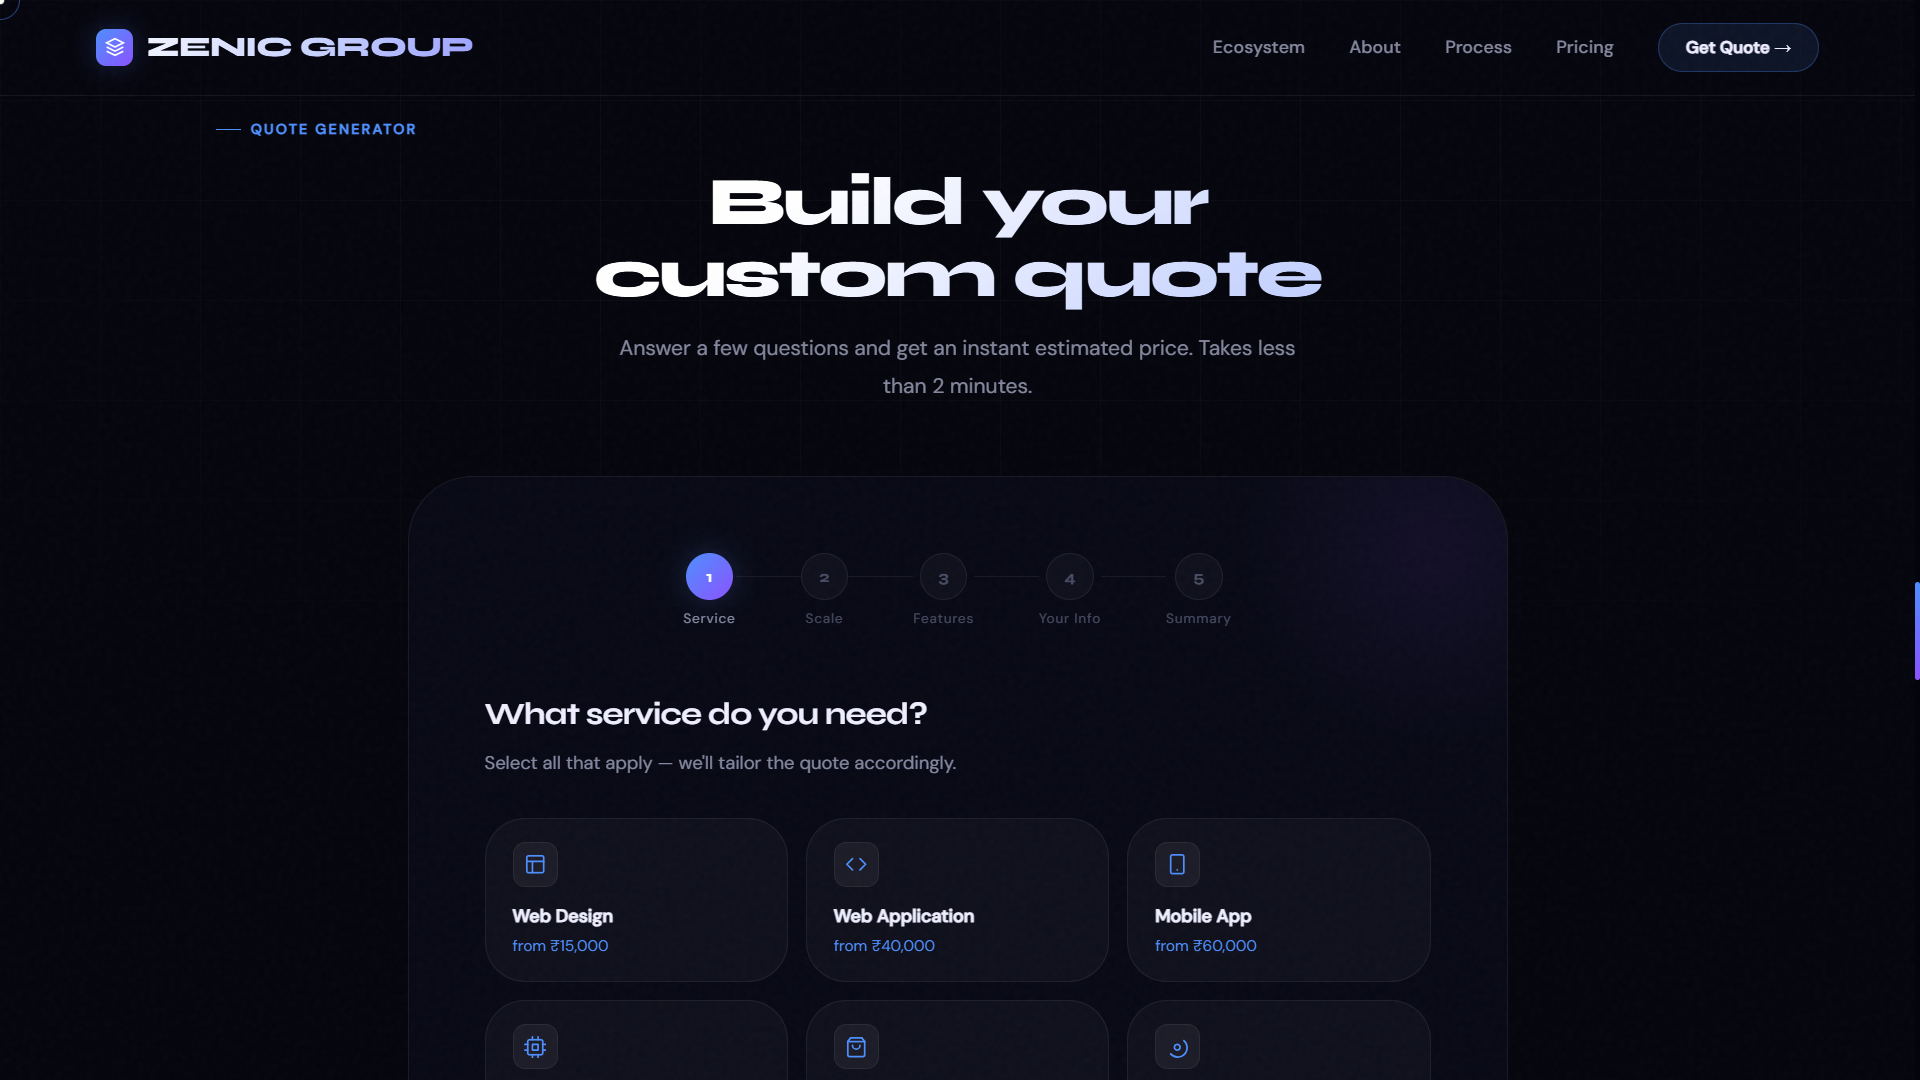 ZENIC GROUP
Ecosystem
About
Process
Pricing
Get Quote →
QUOTE GENERATOR
Build your
custom quote
Answer a few questions and get an instant estimated price. Takes less
than 2 minutes.
1
2
3
4
5
Service
Scale
Features
Your Info
Summary
What service do you need?
Select all that apply — we'll tailor the quote accordingly.
Web Design
from ₹15,000
Web Application
from ₹40,000
Mobile App
from ₹60,000